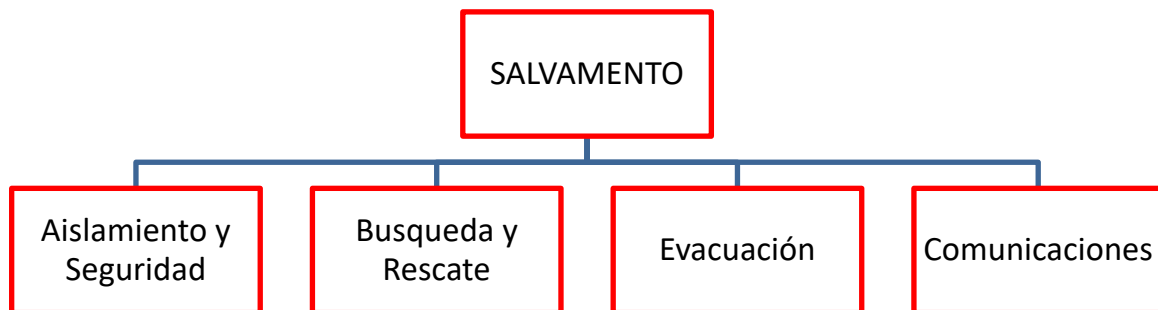 SALVAMENTO
Aislamiento y
Seguridad
Busqueda y
Rescate
Evacuación
Comunicaciones